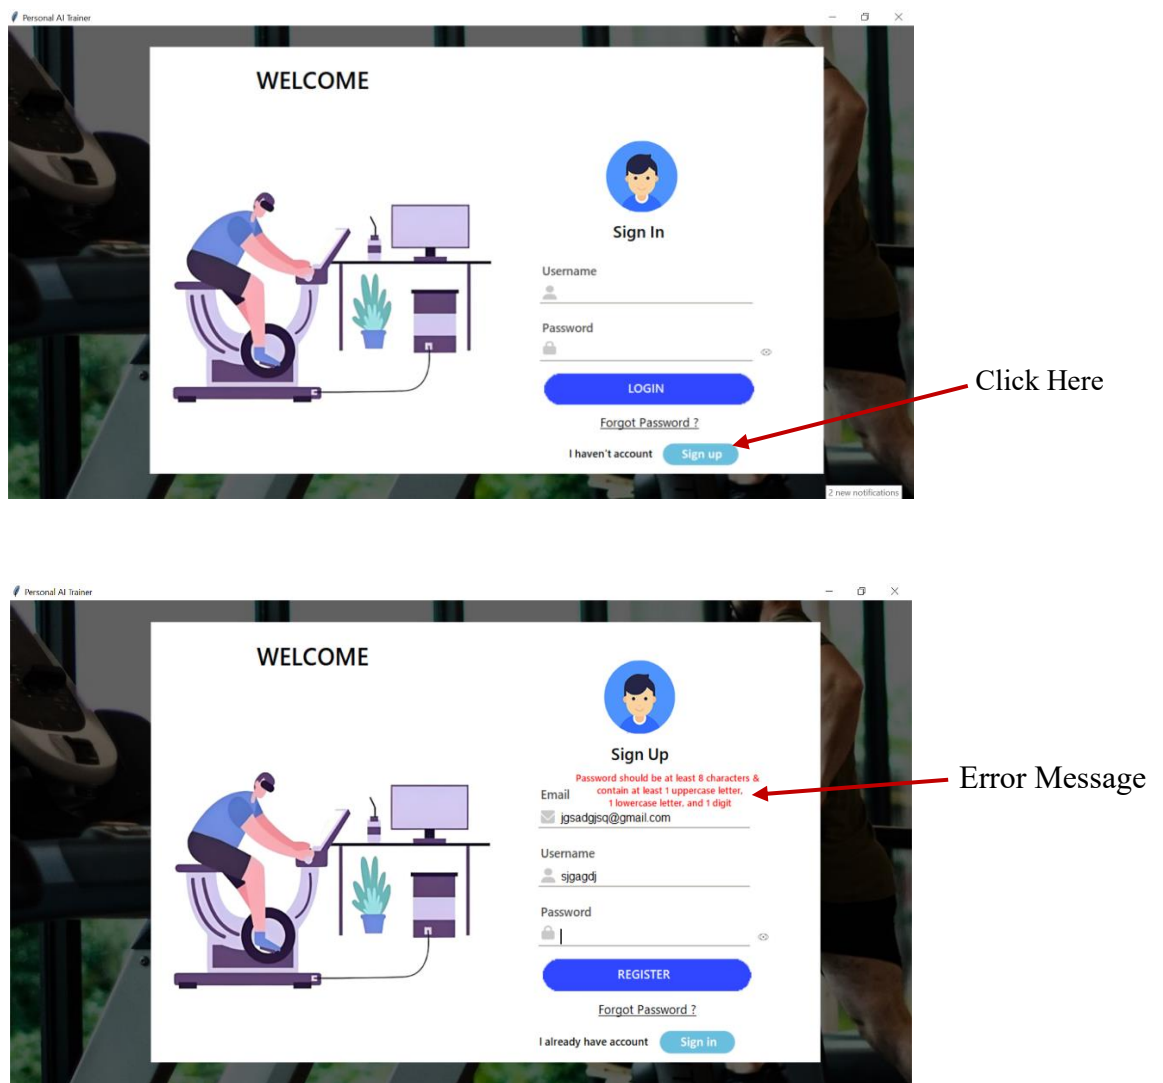 Personal AI Trainer
WELCOME
Sign In
Username
Password
LOGIN
Click Here
Forgot Password ?
I haven't account Sign up
2 new notifications
Personal AI Trainer
WELCOME
Sign Up
Password should be at least 8 characters &
contain at least 1 uppercase letter,
1 lowercase letter, and 1 digit
Error Message
Email
jgsadgjsq@gmail.com
Username
sjgagdj
Password
REGISTER
Forgot Password ?
I already have account Sign in